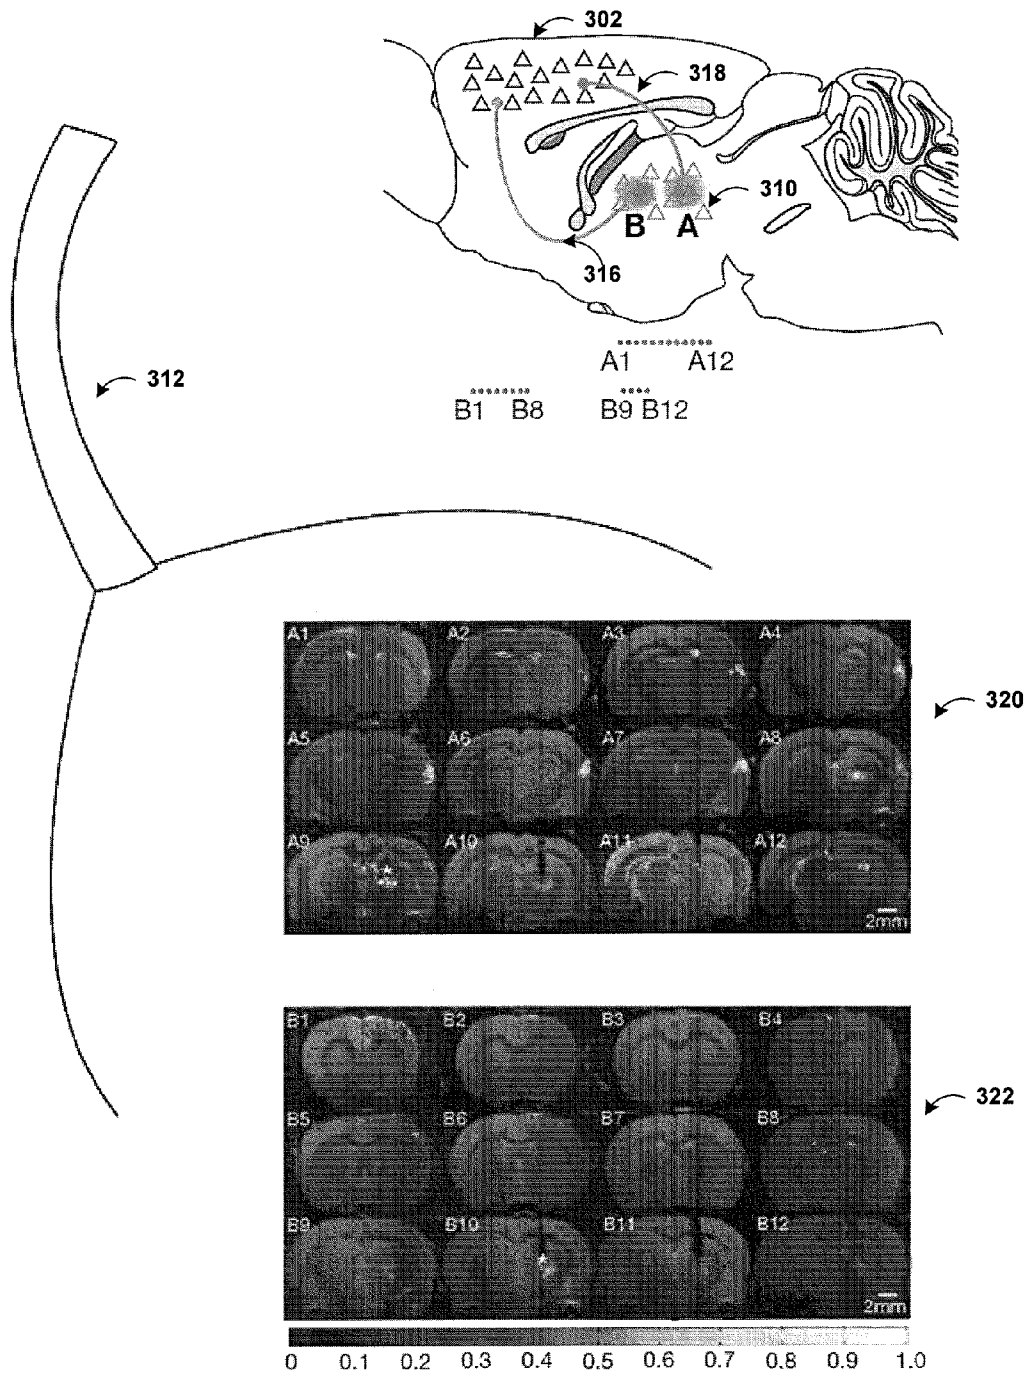 302
318
310
B A
316
A1 A12
312
B1 B8 B9 B12
A1 A2 A3 A4
320
A5 A6 A7 A8
A9 A10 A11 A12
2mm
B1 B2 B3 B4
322
B5 B6 B7 B8
B9 B10 B11 B12
2mm
0 0.1 0.2 0.3 0.4 0.5 0.6 0.7 0.8 0.9 1.0